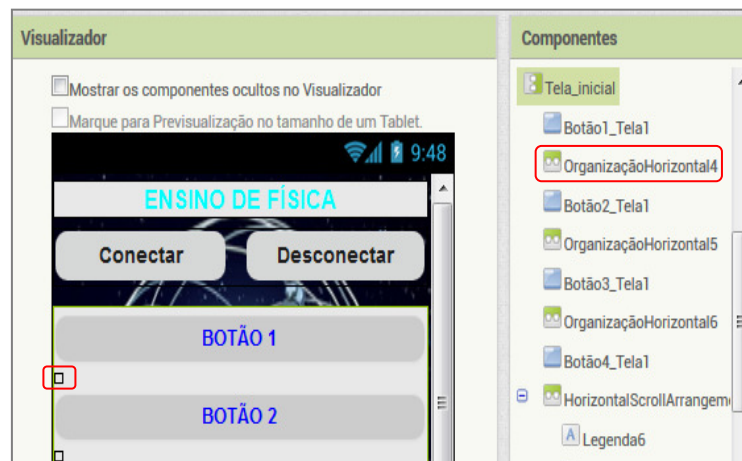 Visualizador
Mostrar os componentes ocultos no Visualizador
Marque para Previsualização no tamanho de um Tablet.
9:48
ENSINO DE FÍSICA
Conectar
Desconectar
BOTÃO 1
BOTÃO 2
Componentes
Tela_inicial
Botão1_Tela1
OrganizaçãoHorizontal4
Botão2_Tela1
OrganizaçãoHorizontal5
Botão3_Tela1
OrganizaçãoHorizontal6
Botão4_Tela1
HorizontalScrollArrangem
A Legenda6